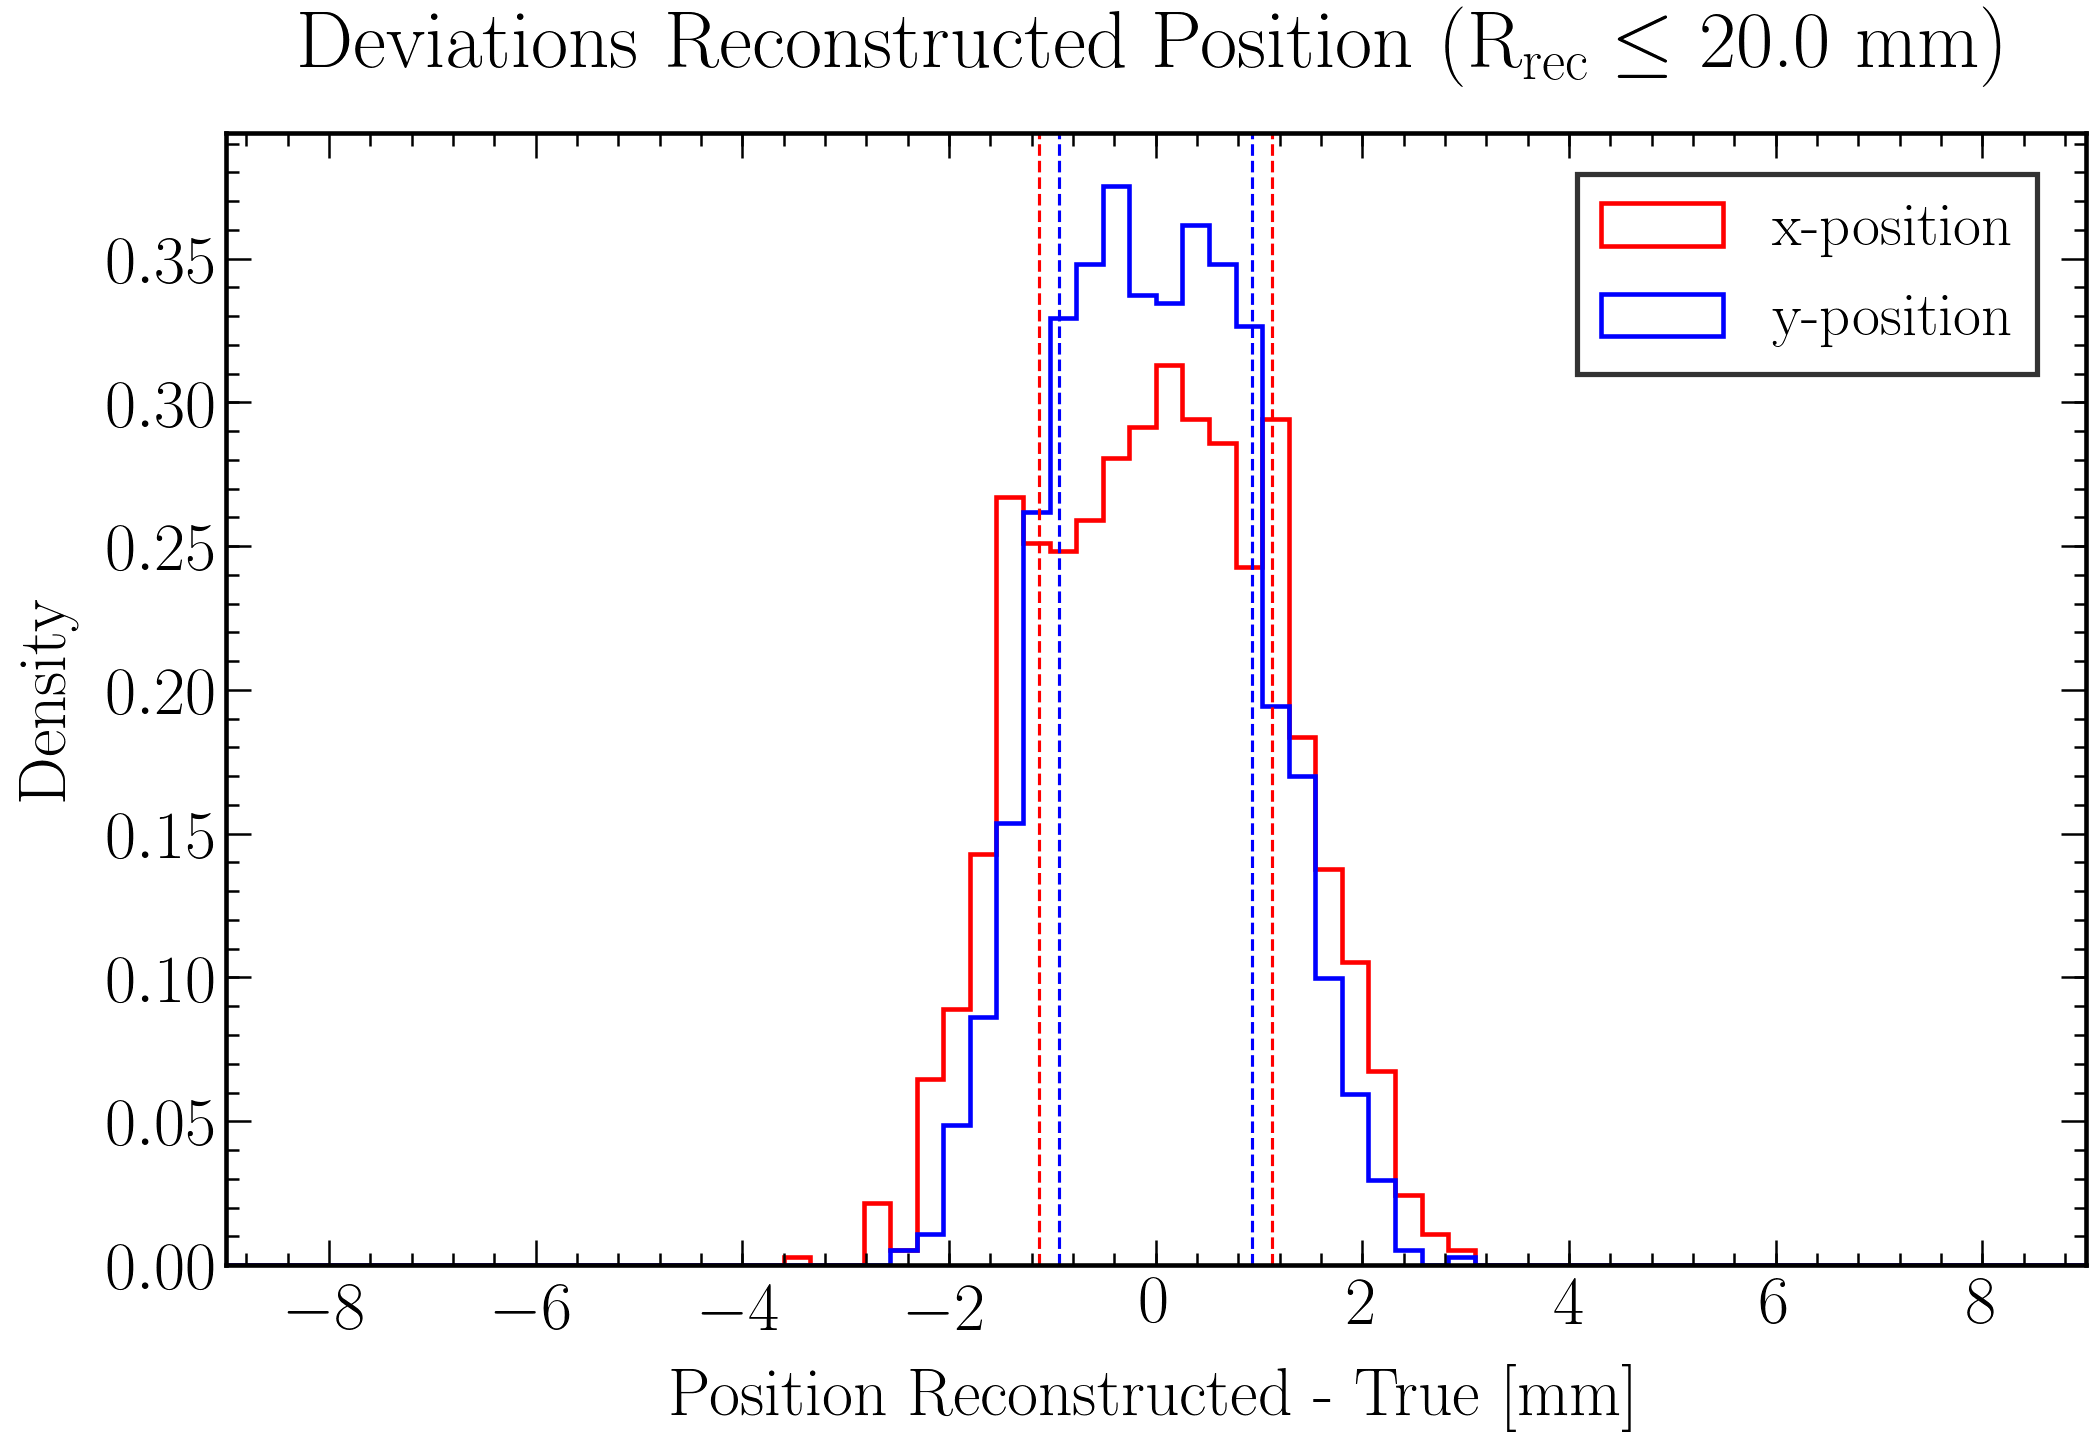 Deviations Reconstructed Position (R_rec ≤ 20.0 mm)
x-position
y-position
0.35
0.30
0.25
0.20
0.15
0.10
0.05
0.00
Density
−8 −6 −4 −2 0 2 4 6 8
Position Reconstructed - True [mm]